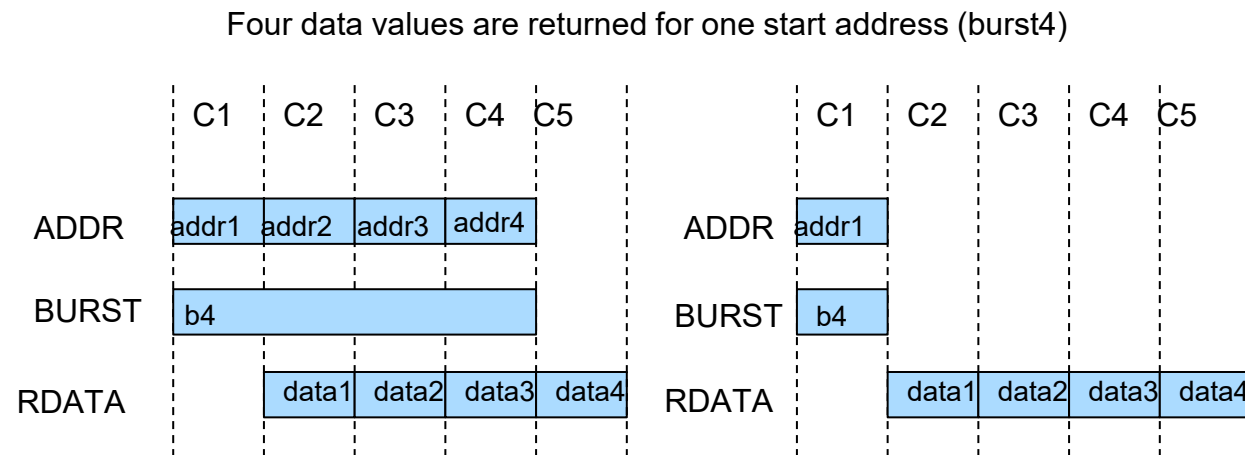 Four data values are returned for one start address (burst4)
C1 C2 C3 C4 C5
ADDR addr1 addr2 addr3 addr4
BURST b4
RDATA data1 data2 data3 data4
C1 C2 C3 C4 C5
ADDR addr1
BURST b4
RDATA data1 data2 data3 data4